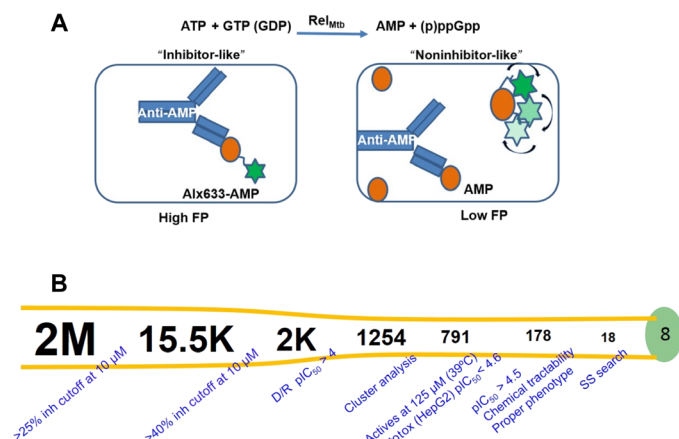 A
ATP + GTP (GDP) Rel Mtb AMP + (p)ppGpp
“Inhibitor-like” “Noninhibitor-like”
Anti-AMP
Alx633-AMP
High FP
Anti-AMP
AMP
Low FP
B
2M 15.5K 2K 1254 791 178 18 8
>25% inh cutoff at 10 µM
>40% inh cutoff at 10 µM
D/R pIC50 > 4
Cluster analysis
Actives at 125 µM (39ºC)
(HepG2) pIC50< 4.6
pIC50 > 4.5
Chemical tractability
Proper phenotype
SS search